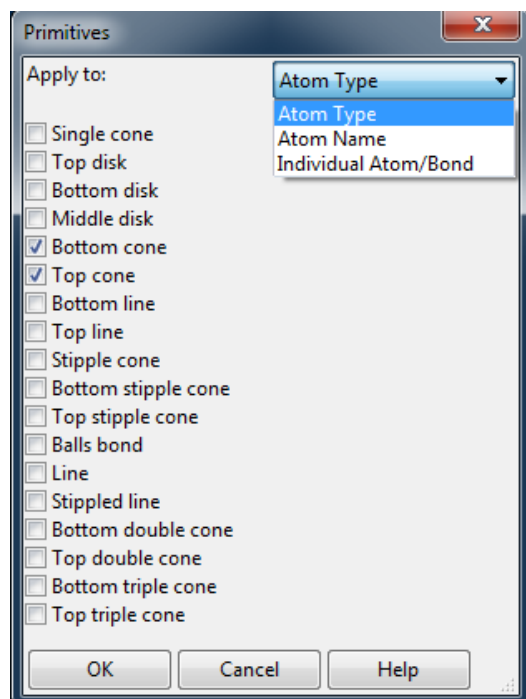 Primitives
Apply to:
Atom Type
Atom Type
Atom Name
Individual Atom/Bond
Single cone
Top disk
Bottom disk
Middle disk
Bottom cone
Top cone
Bottom line
Top line
Stipple cone
Bottom stipple cone
Top stipple cone
Balls bond
Line
Stippled line
Bottom double cone
Top double cone
Bottom triple cone
Top triple cone
OK
Cancel
Help